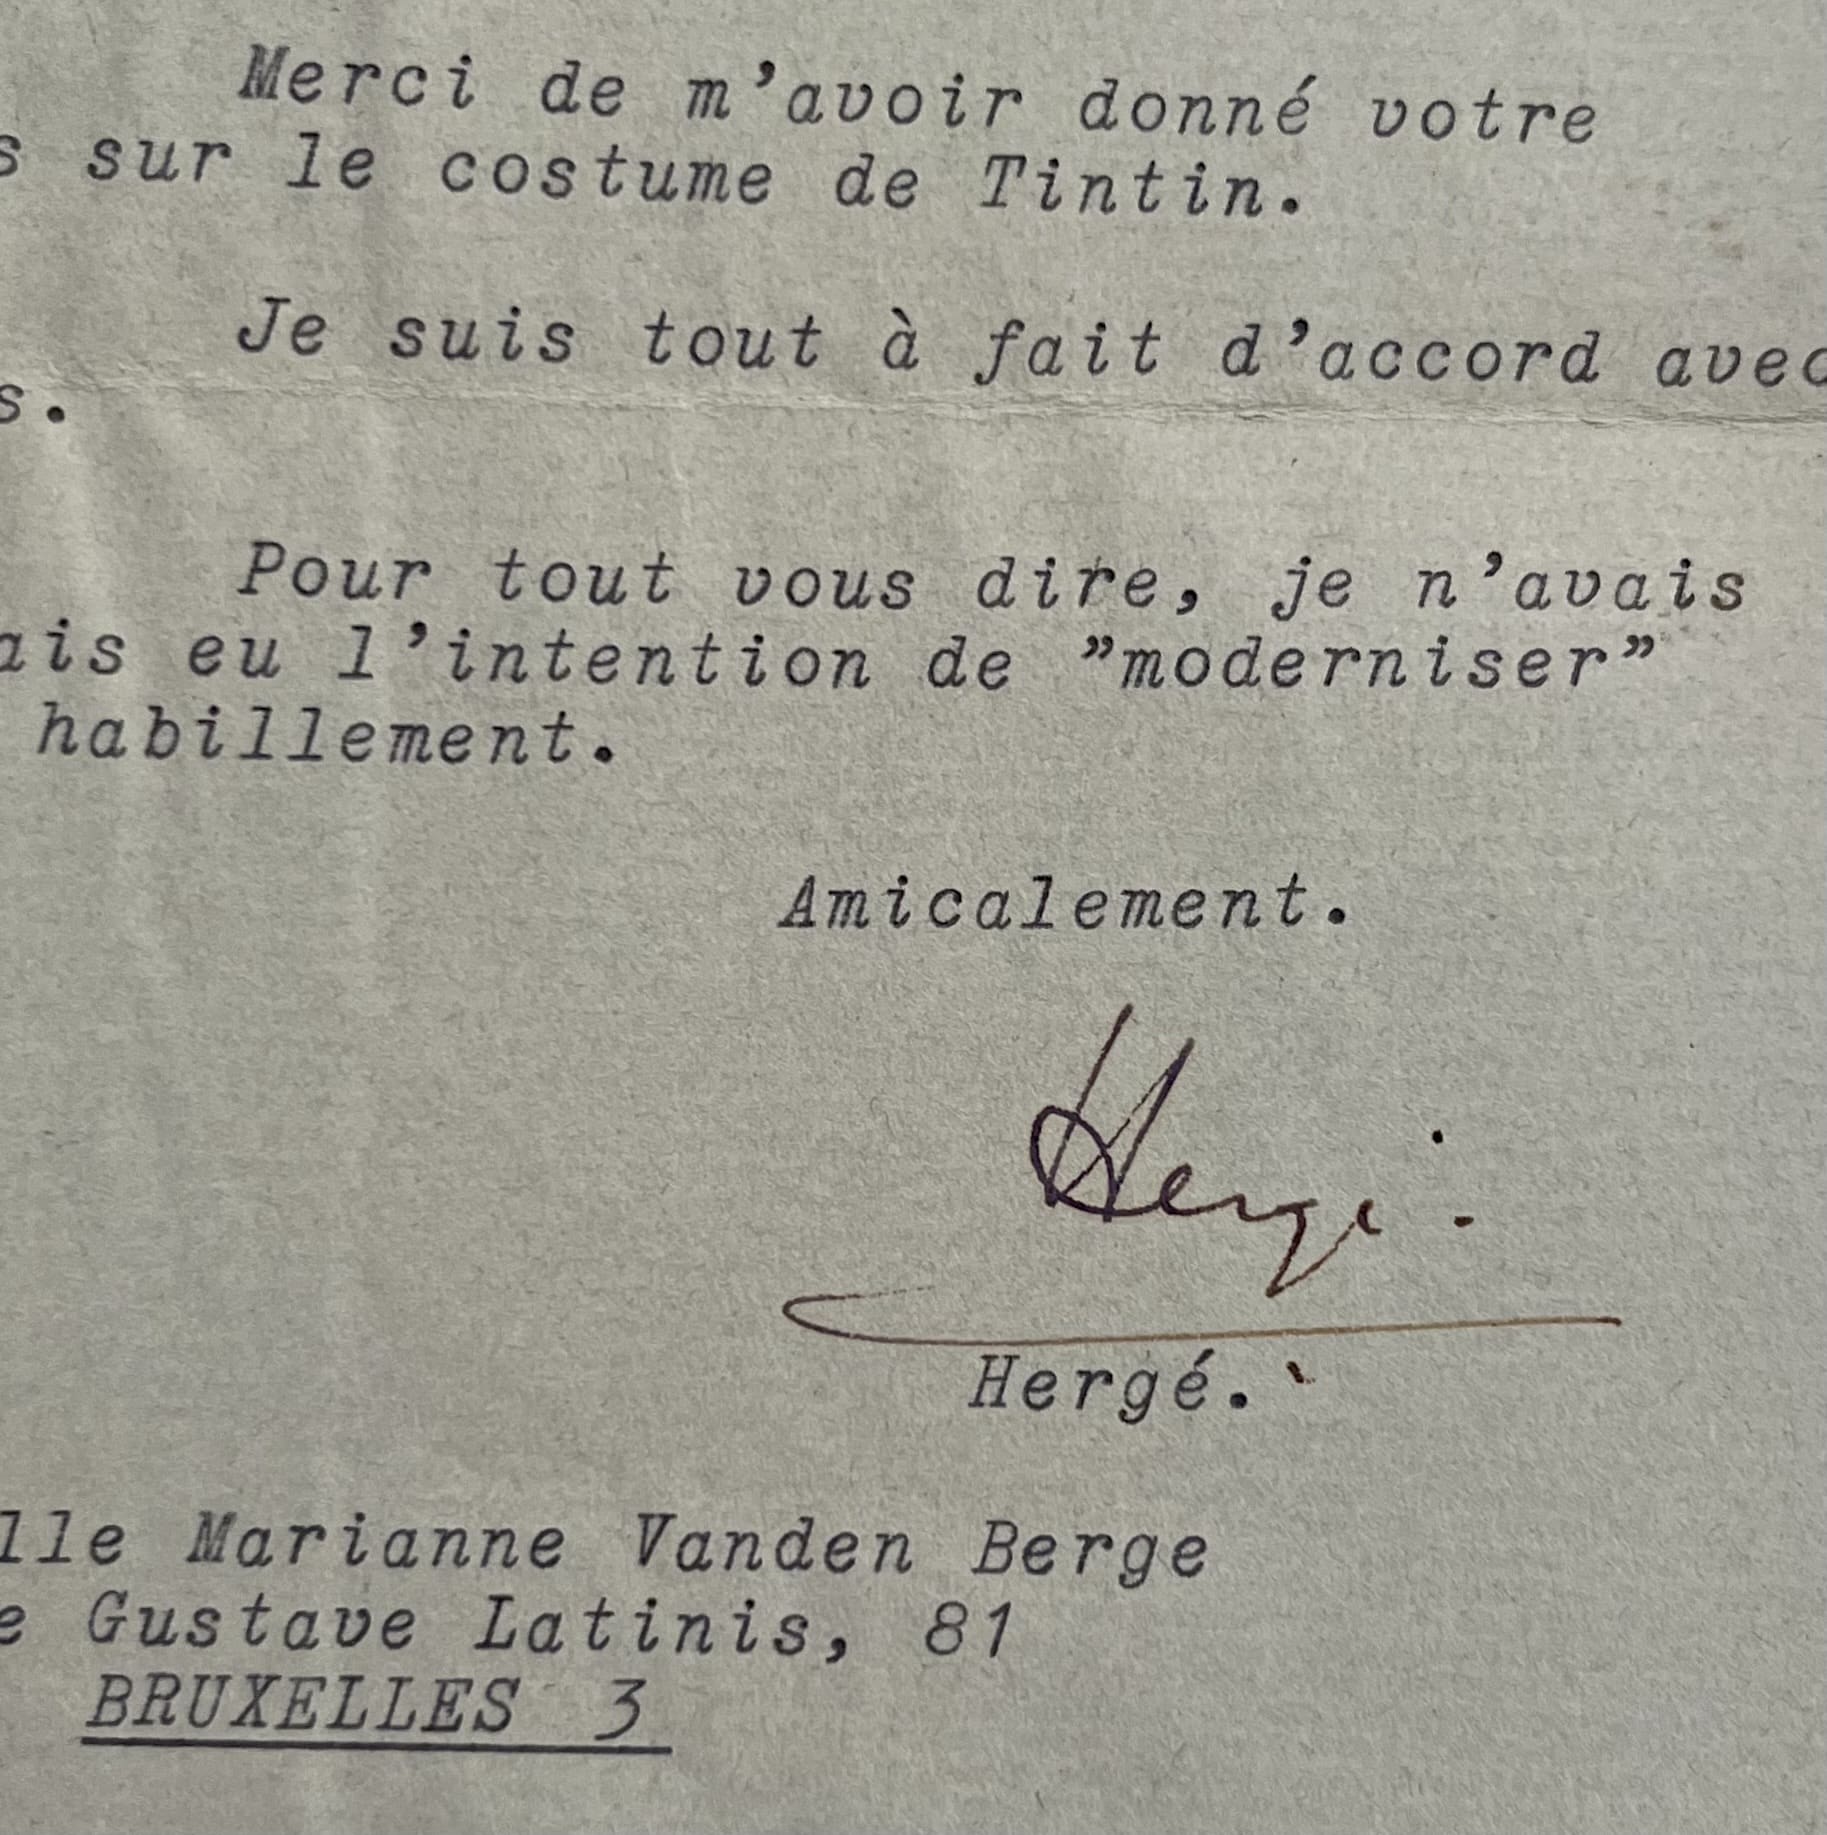 Merci de m'avoir donné votre
s sur le costume de Tintin.
Je suis tout à fait d'accord avec
s.
Pour tout vous dire, je n'avais
ais eu l'intention de ”moderniser”
habillement.
Amicalement.
Hergé.
Hergé.
lle Marianne Vanden Berge
e Gustave Latinis, 81
BRUXELLES 3